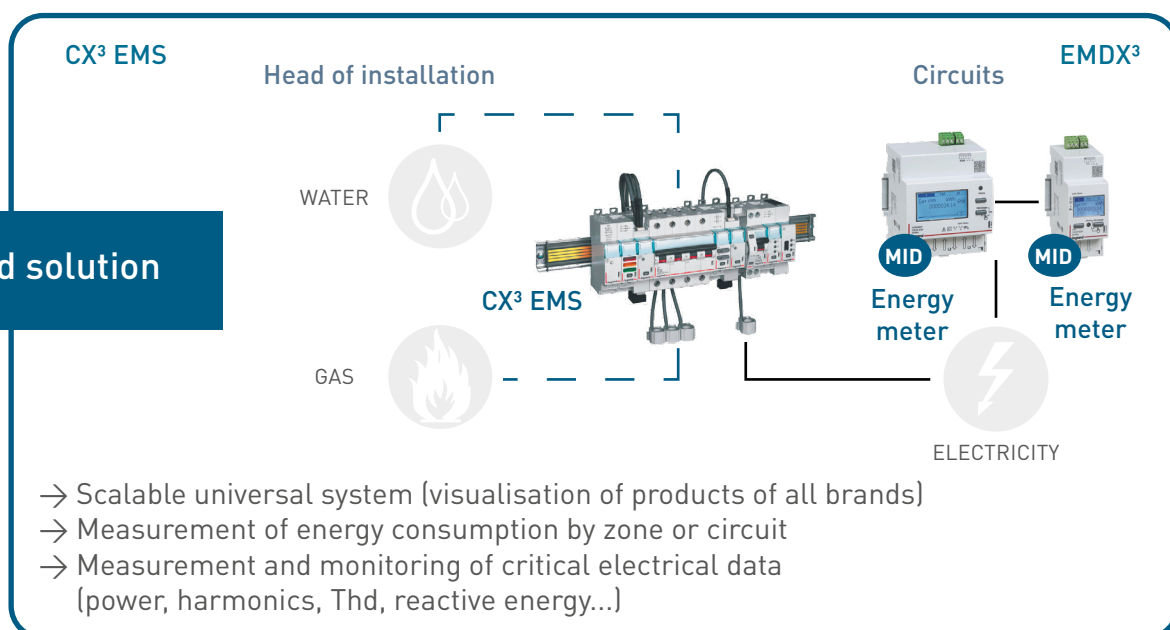 CX³ EMS
EMDX³
Head of installation
Circuits
WATER
d solution
MID
MID
CX³ EMS
Energy
meter
Energy
meter
GAS
ELECTRICITY
→ Scalable universal system (visualisation of products of all brands)
→ Measurement of energy consumption by zone or circuit
→ Measurement and monitoring of critical electrical data
(power, harmonics, Thd, reactive energy...)